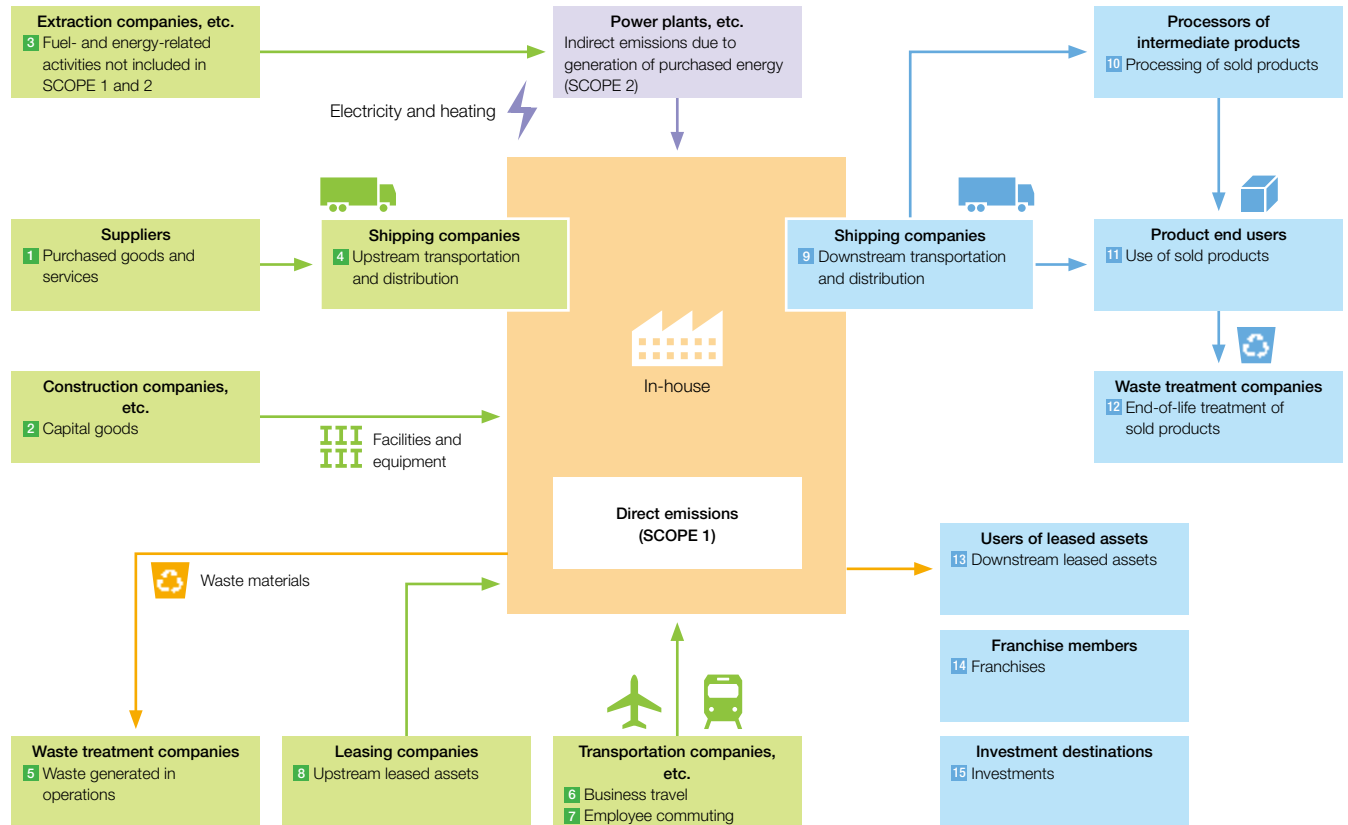 Extraction companies, etc.
3 Fuel- and energy-related
activities not included in
SCOPE 1 and 2
Power plants, etc.
Indirect emissions due to
generation of purchased energy
(SCOPE 2)
Processors of
intermediate products
10 Processing of sold products
Electricity and heating
Suppliers
1 Purchased goods and
services
Shipping companies
4 Upstream transportation
and distribution
Shipping companies
9 Downstream transportation
and distribution
Product end users
11 Use of sold products
In-house
Construction companies,
etc.
2 Capital goods
Facilities and
equipment
Waste treatment companies
12 End-of-life treatment of
sold products
Direct emissions
(SCOPE 1)
Users of leased assets
13 Downstream leased assets
Waste materials
Franchise members
14 Franchises
Waste treatment companies
5 Waste generated in
operations
Leasing companies
8 Upstream leased assets
Transportation companies,
etc.
6 Business travel
7 Employee commuting
Investment destinations
15 Investments